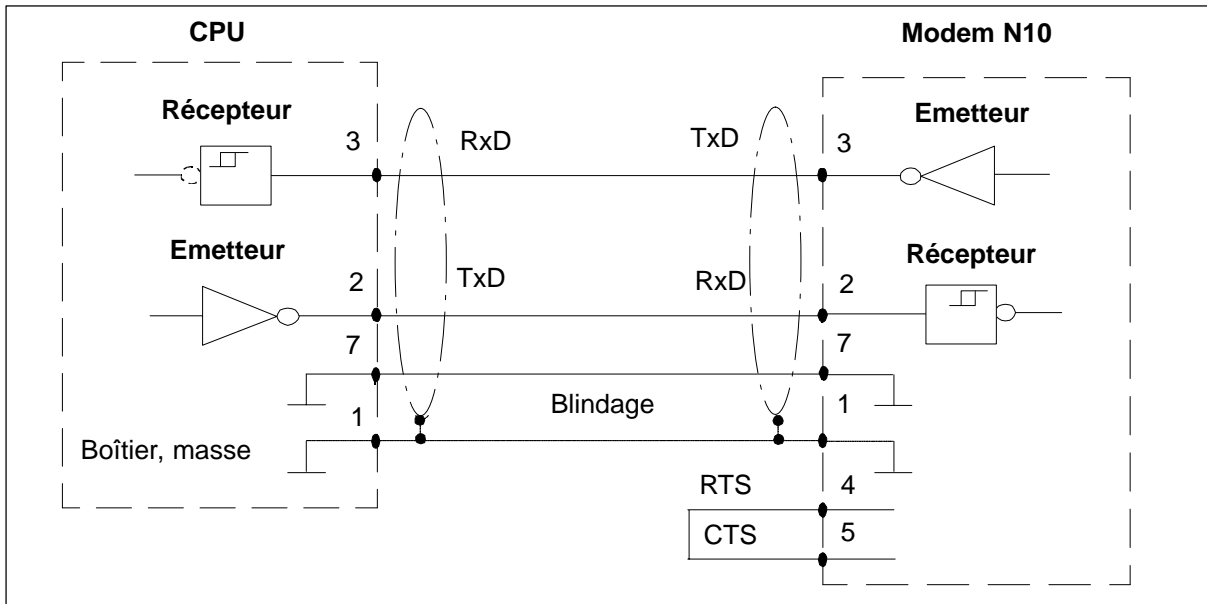 CPU
Modem N10
Récepteur
Emetteur
3
RxD
TxD
3
Emetteur
Récepteur
2
TxD
RxD
2
7
7
1
Blindage
1
Boîtier, masse
RTS
4
CTS
5